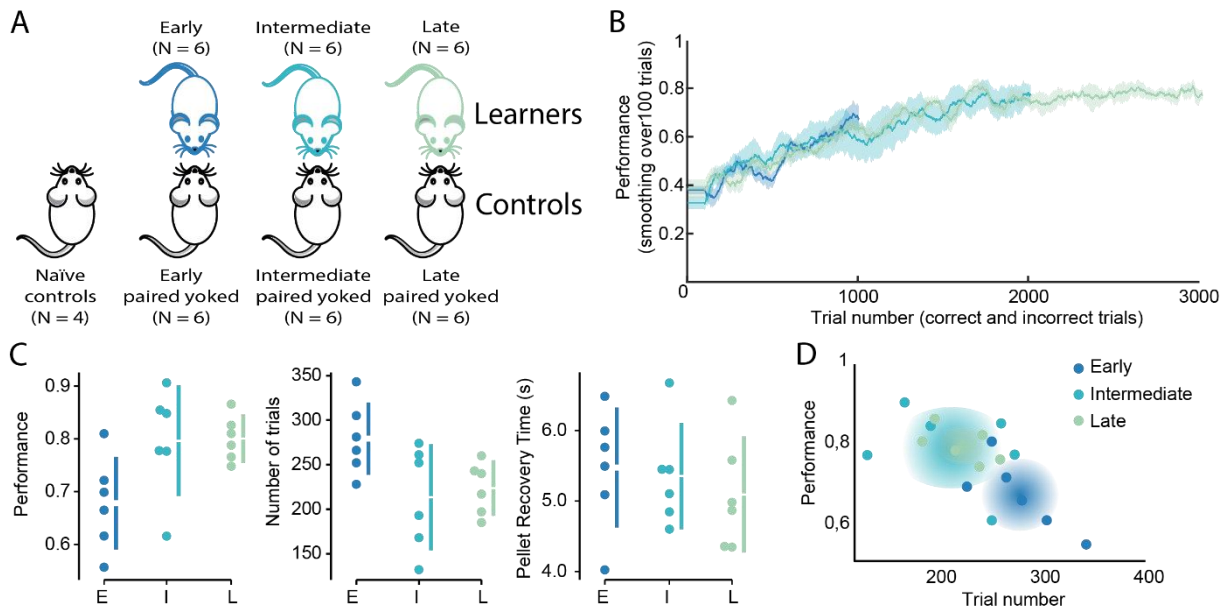 A
Early
(N = 6)
Intermediate
(N = 6)
Late
(N = 6)
Learners
Controls
Naïve
controls
(N = 4)
Early
paired yoked
(N = 6)
Intermediate
paired yoked
(N = 6)
Late
paired yoked
(N = 6)
B
Performance
(smoothing over100 trials)
1
0.8
0.6
0.4
0.2
0
1000
2000
3000
Trial number (correct and incorrect trials)
C
Performance
0.9
0.8
0.7
0.6
E
I
L
Number of trials
350
300
250
200
150
E
I
L
Pellet Recovery Time (s)
6.0
5.0
4.0
E
I
L
D
Performance
1
0.8
0,6
200
300
400
Trial number
Early
Intermediate
Late